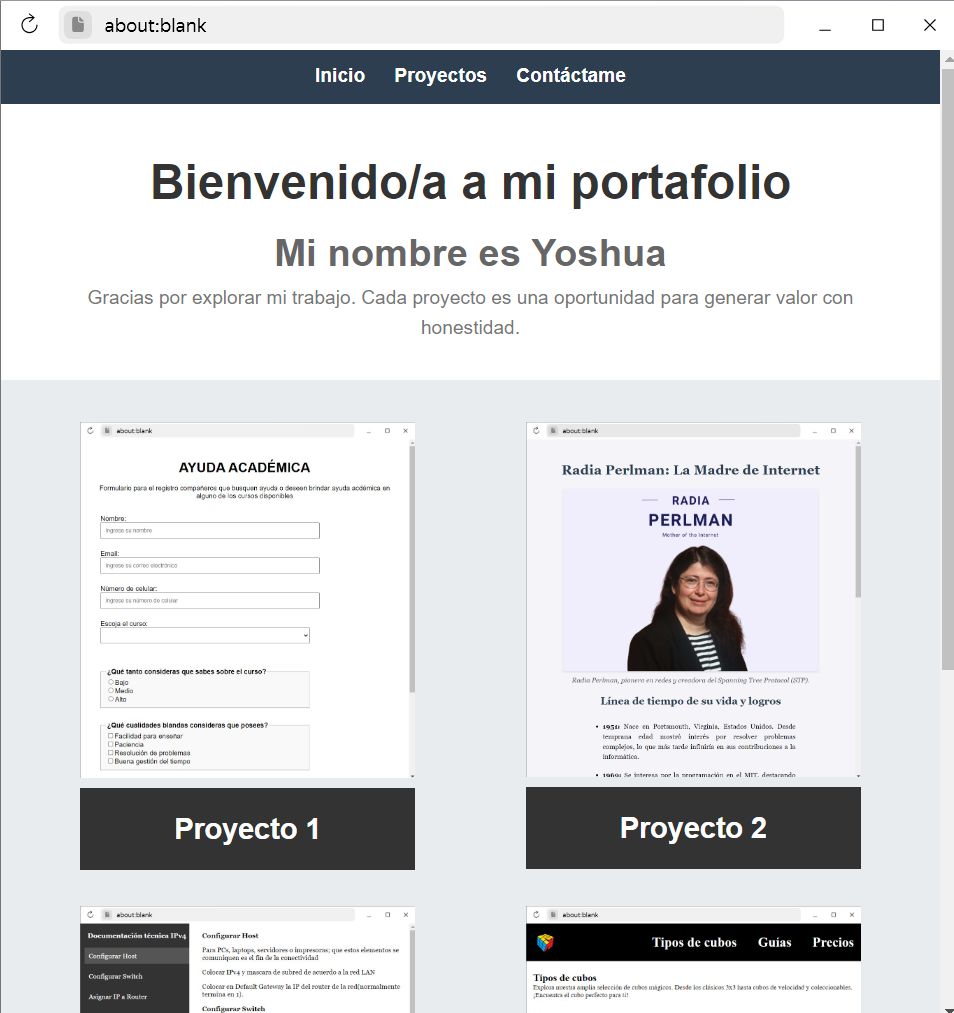 about:blank
Inicio Proyectos Contáctame
Bienvenido/a a mi portafolio
Mi nombre es Yoshua
Gracias por explorar mi trabajo. Cada proyecto es una oportunidad para generar valor con
honestidad.
about:blank
AYUDA ACADÉMICA
Formulario para el registro compañeros que busquen ayuda o deseen brindar ayuda acdémica en
alguno de los cursos disponibles
Nombre:
Ingrese su nombre
Email:
Ingrese su correo electrónico
Número de celular:
Ingrese su número de celular
Escoja el curso:
¿Qué tanto consideras que sabes sobre el curso?
Bajo
Medio
Alto
¿Qué cualidades blandas consideras que posees?
Facilidad para enseñar
Paciencia
Resolución de problemas
Buena gestión del tiempo
Proyecto 1
about:blank
Radia Perlman: La Madre de Internet
RADIA
PERLMAN
Mother of the Internet
Radia Perlman, pionera en redes y creadora del Spanning Tree Protocol (STP).
Línea de tiempo de su vida y logros
1951: Nace en Portsmouth, Virginia, Estados Unidos. Desde
temprana edad mostró interés por resolver problemas
complejos, lo que más tarde influiría en sus contribuciones a la
informática.
1969: Se interesa por la programación en el MIT, destacando
Proyecto 2
about:blank
Documentación técnica IPv4
Configurar Host
Configurar Switch
Asignar IP a Router
Configurar Host
Para PCs, laptops, servidores o impresoras; que estos elementos se
comuniquen es el fin de la conectividad
Colocar IPv4 y mascara de subred de acuerdo a la red LAN
Colocar en Default Gateway la IP del router de la red(normalmente
termina en 1).
Configurar Switch
about:blank
Tipos de cubos Guías Precios
Tipos de cubos
Explora nuestra amplia selección de cubos mágicos. Desde los clásicos 3x3 hasta cubos de velocidad y coleccionables.
¡Encuentra el cubo perfecto para ti!